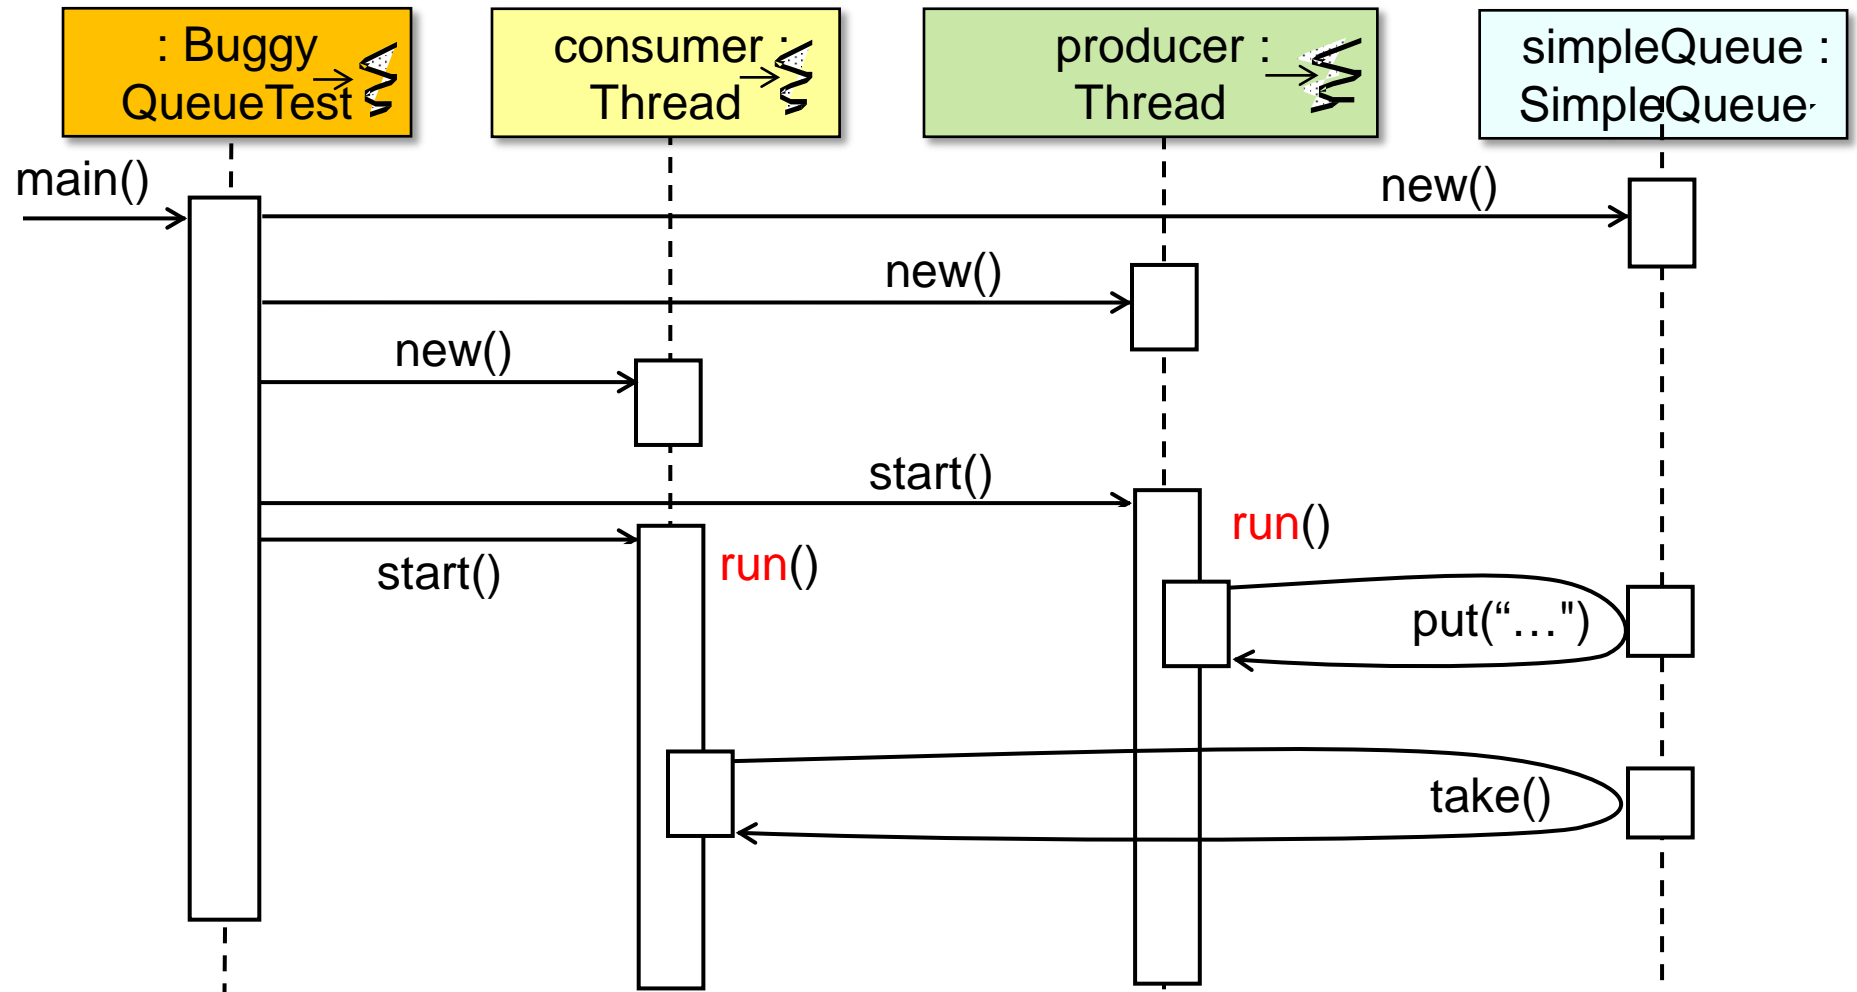 : Buggy
QueueTest
consumer :
Thread
producer :
Thread
simpleQueue :
SimpleQueue
main()
new()
new()
new()
start()
run()
start()
run()
put(“…")
take()